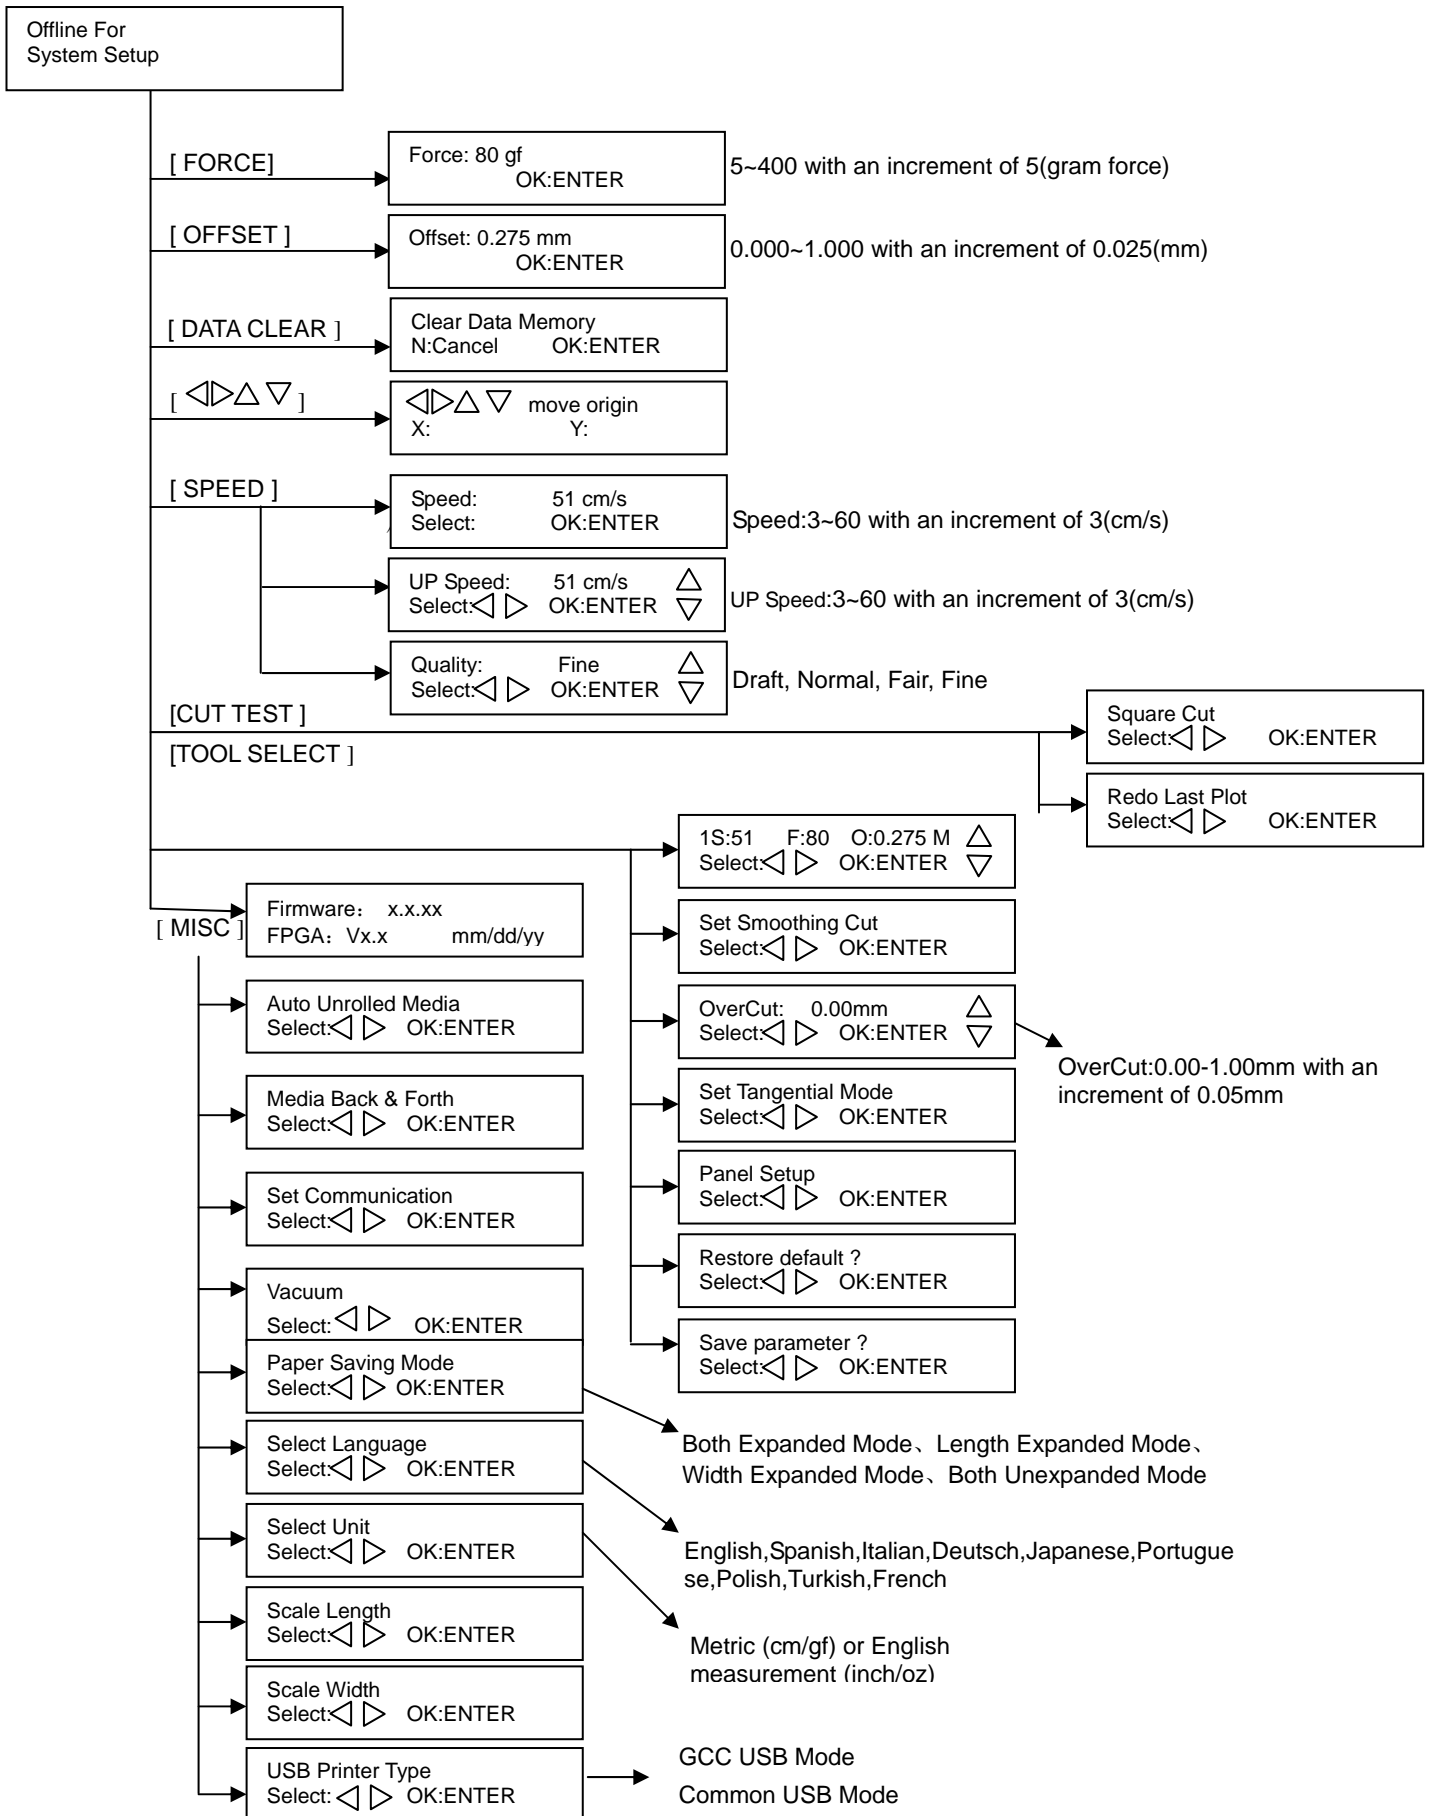 Offline For
System Setup
[ FORCE]
Force: 80 gf
OK:ENTER
5~400 with an increment of 5(gram force)
[ OFFSET ]
Offset: 0.275 mm
OK:ENTER
0.000~1.000 with an increment of 0.025(mm)
[ DATA CLEAR ]
Clear Data Memory
N:Cancel OK:ENTER
[ ◁▷△▽ ]
◁▷△▽ move origin
X: Y:
[ SPEED ]
Speed: 51 cm/s
Select: OK:ENTER
Speed:3~60 with an increment of 3(cm/s)
UP Speed: 51 cm/s △
Select:◁ ▷ OK:ENTER ▽
UP Speed:3~60 with an increment of 3(cm/s)
Quality: Fine △
Select:◁ ▷ OK:ENTER ▽
Draft, Normal, Fair, Fine
[CUT TEST ]
Square Cut
Select:◁ ▷ OK:ENTER
Redo Last Plot
Select:◁ ▷ OK:ENTER
[TOOL SELECT ]
1S:51 F:80 O:0.275 M △
Select:◁ ▷ OK:ENTER ▽
Set Smoothing Cut
Select:◁ ▷ OK:ENTER
OverCut: 0.00mm △
Select:◁ ▷ OK:ENTER ▽
OverCut:0.00-1.00mm with an
increment of 0.05mm
Set Tangential Mode
Select:◁ ▷ OK:ENTER
Panel Setup
Select:◁ ▷ OK:ENTER
Restore default ?
Select:◁ ▷ OK:ENTER
Save parameter ?
Select:◁ ▷ OK:ENTER
[ MISC ]
Firmware： x.x.xx
FPGA：Vx.x mm/dd/yy
Auto Unrolled Media
Select:◁ ▷ OK:ENTER
Media Back & Forth
Select:◁ ▷ OK:ENTER
Set Communication
Select:◁ ▷ OK:ENTER
Vacuum
Select: ◁ ▷ OK:ENTER
Paper Saving Mode
Select:◁ ▷ OK:ENTER
Both Expanded Mode、Length Expanded Mode、
Width Expanded Mode、Both Unexpanded Mode
Select Language
Select:◁ ▷ OK:ENTER
English,Spanish,Italian,Deutsch,Japanese,Portugue
se,Polish,Turkish,French
Select Unit
Select:◁ ▷ OK:ENTER
Metric (cm/gf) or English
measurement (inch/oz)
Scale Length
Select:◁ ▷ OK:ENTER
Scale Width
Select:◁ ▷ OK:ENTER
USB Printer Type
Select: ◁ ▷ OK:ENTER
GCC USB Mode
Common USB Mode